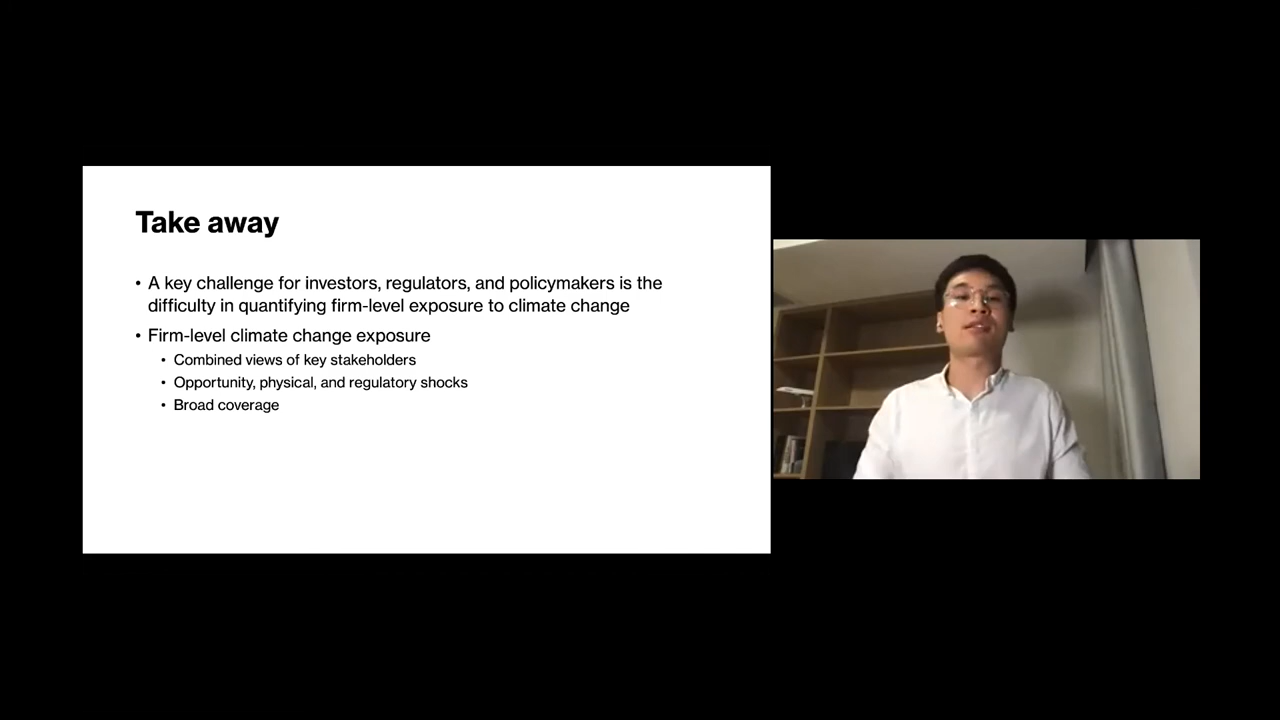 Take away
• A key challenge for investors, regulators, and policymakers is the
difficulty in quantifying firm-level exposure to climate change
• Firm-level climate change exposure
• Combined views of key stakeholders
• Opportunity, physical, and regulatory shocks
• Broad coverage